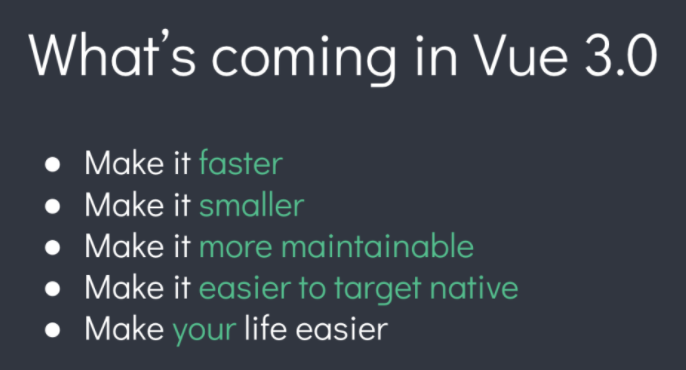 What's coming in Vue 3.0
● Make it faster
● Make it smaller
● Make it more maintainable
● Make it easier to target native
● Make your life easier